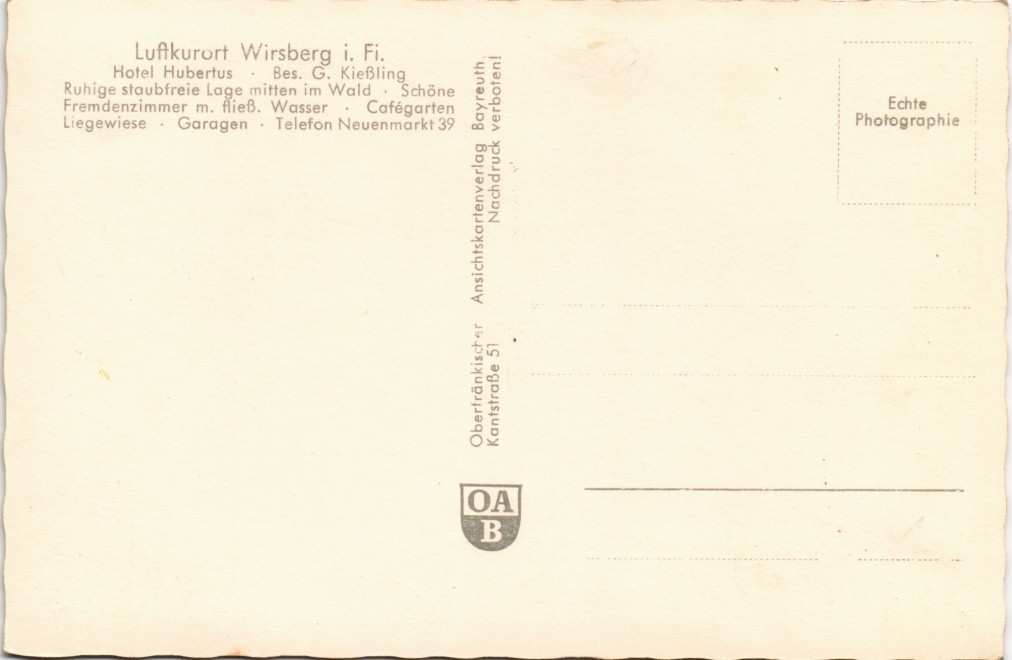 Luftkurort Wirsberg i. Fi.
Hotel Hubertus · Bes. G. Kießling
Ruhige staubfreie Lage mitten im Wald · Schöne
Fremdenzimmer m. fließ. Wasser · Cafégarten
Liegewiese · Garagen · Telefon Neuenmarkt 39
Oberfränkischer Ansichtskartenverlag Bayreuth,
Kantstraße 51 Nachdruck verboten!
OA
B
Echte
Photographie